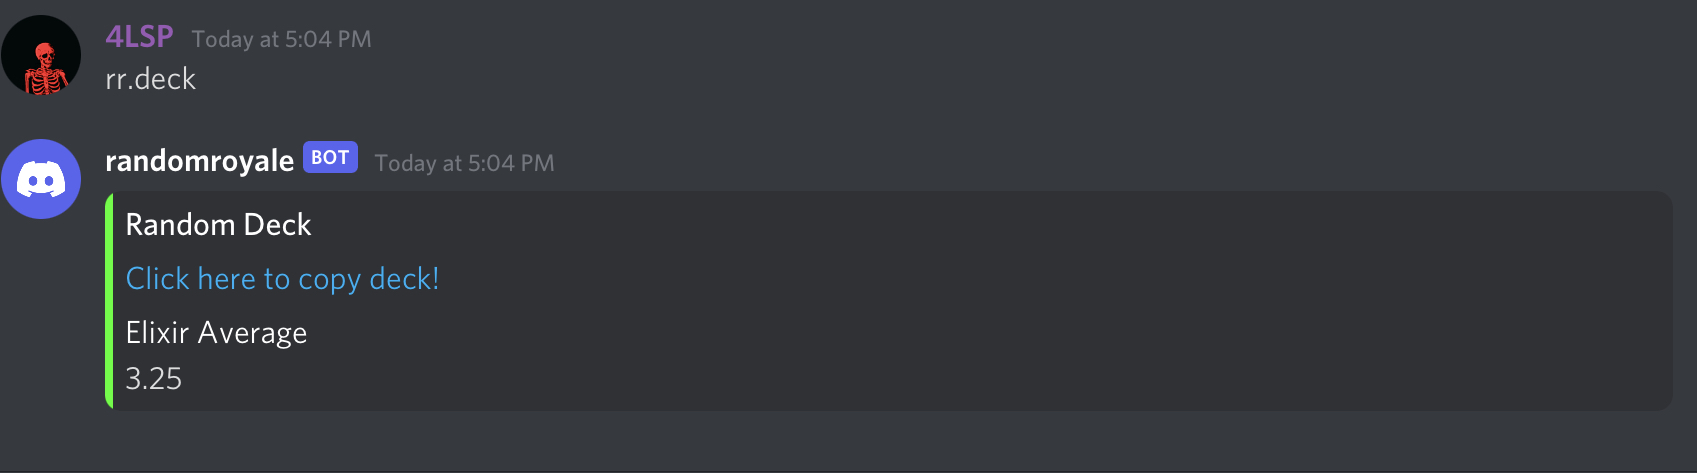 4LSP Today at 5:04 PM
rr.deck
randomroyale BOT Today at 5:04 PM
Random Deck
Click here to copy deck!
Elixir Average
3.25